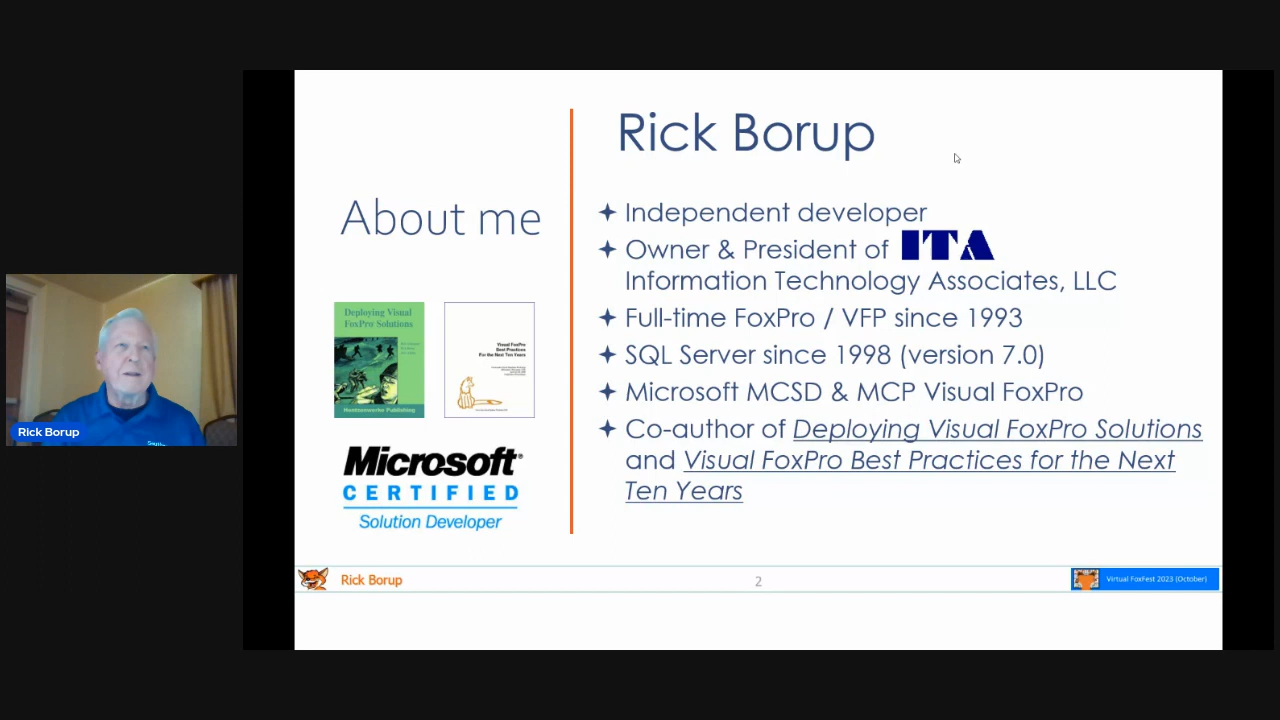 Rick Borup
About me
Independent developer
Owner & President of ITA
Information Technology Associates, LLC
Full-time FoxPro / VFP since 1993
SQL Server since 1998 (version 7.0)
Microsoft MCSD & MCP Visual FoxPro
Co-author of Deploying Visual FoxPro Solutions
and Visual FoxPro Best Practices for the Next
Ten Years
Deploying Visual
FoxPro Solutions
Hentzenwerke Publishing
Visual FoxPro
Best Practices
For the Next Ten Years
Microsoft®
CERTIFIED
Solution Developer
Rick Borup
Rick Borup
2
Virtual FoxFest 2023 (October)